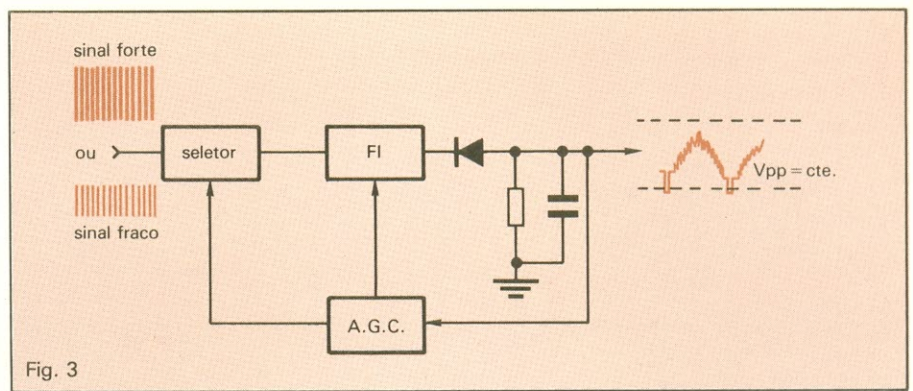 sinal forte
ou
seletor
FI
Vpp = cte.
sinal fraco
A.G.C.
Fig. 3